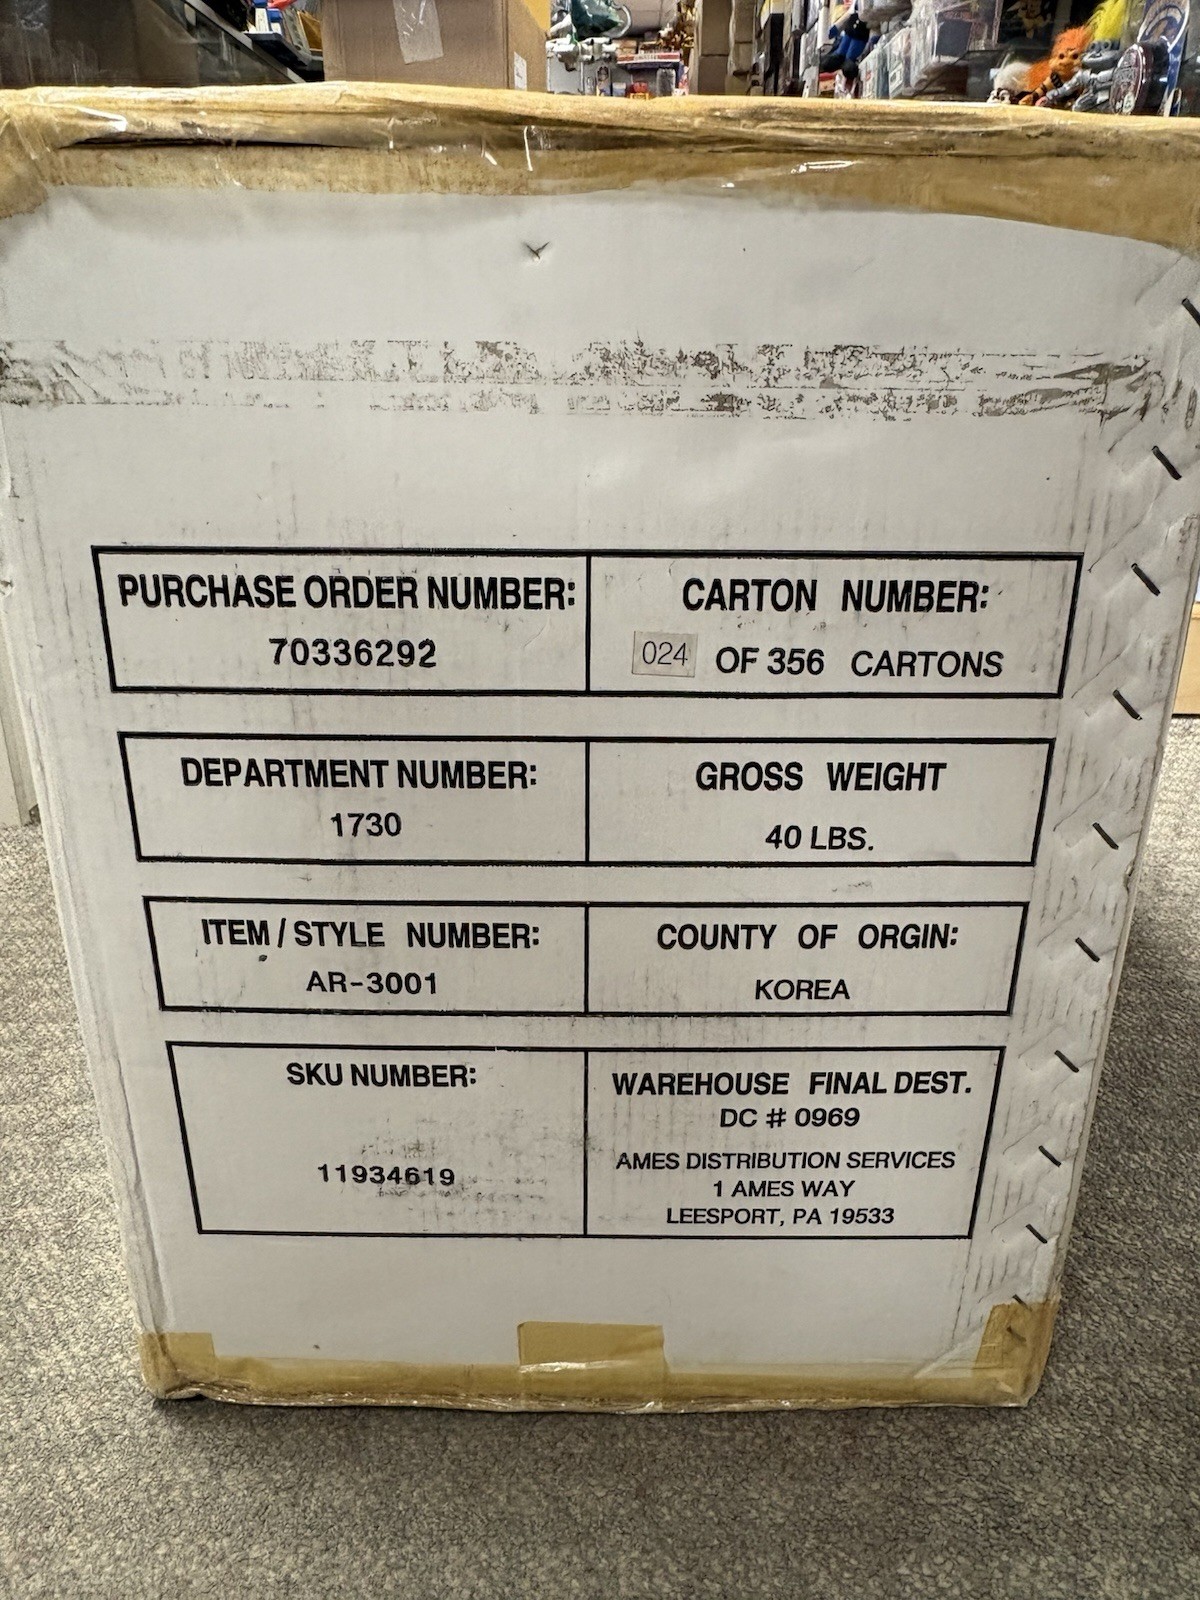 PURCHASE ORDER NUMBER:
70336292
CARTON NUMBER:
024 OF 356 CARTONS
DEPARTMENT NUMBER:
1730
GROSS WEIGHT
40 LBS.
ITEM / STYLE NUMBER:
AR-3001
COUNTY OF ORGIN:
KOREA
SKU NUMBER:
11934619
WAREHOUSE FINAL DEST.
DC # 0969
AMES DISTRIBUTION SERVICES
1 AMES WAY
LEESPORT, PA 19533